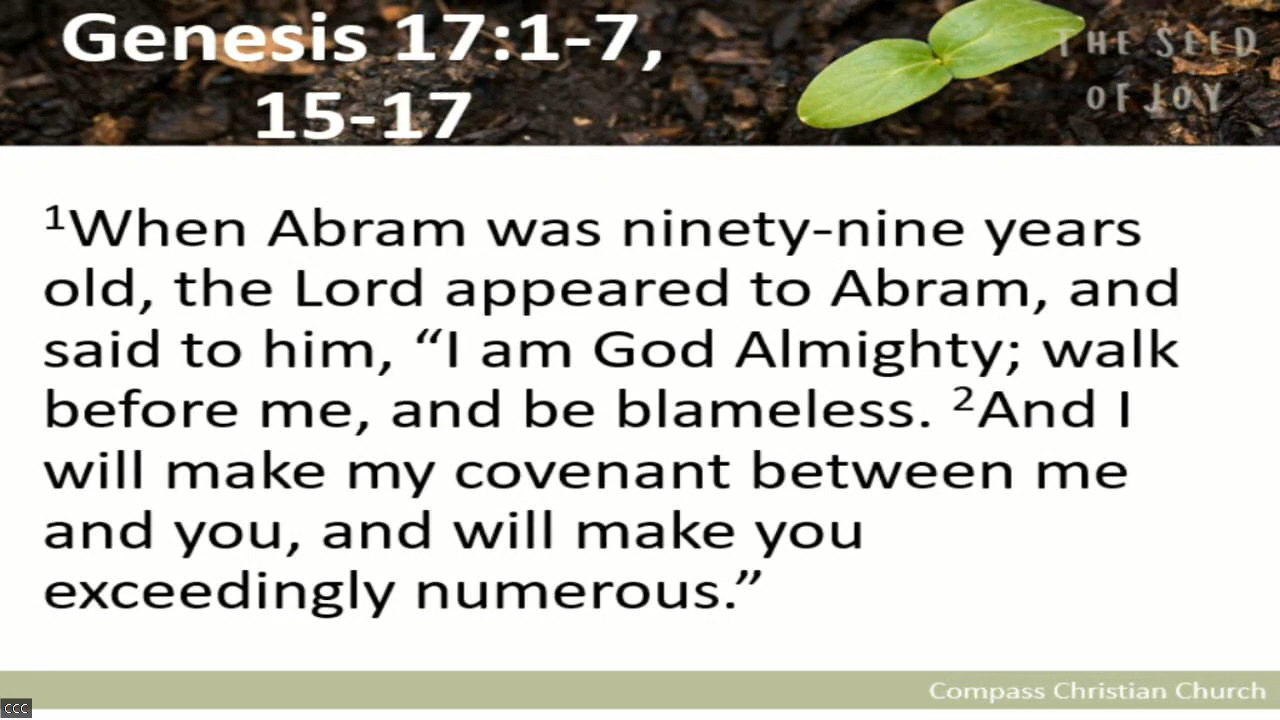 Genesis 17:1-7,
15-17
THE SEED
OF JOY
¹When Abram was ninety-nine years
old, the Lord appeared to Abram, and
said to him, “I am God Almighty; walk
before me, and be blameless. ²And I
will make my covenant between me
and you, and will make you
exceedingly numerous.”
Compass Christian Church
CCC